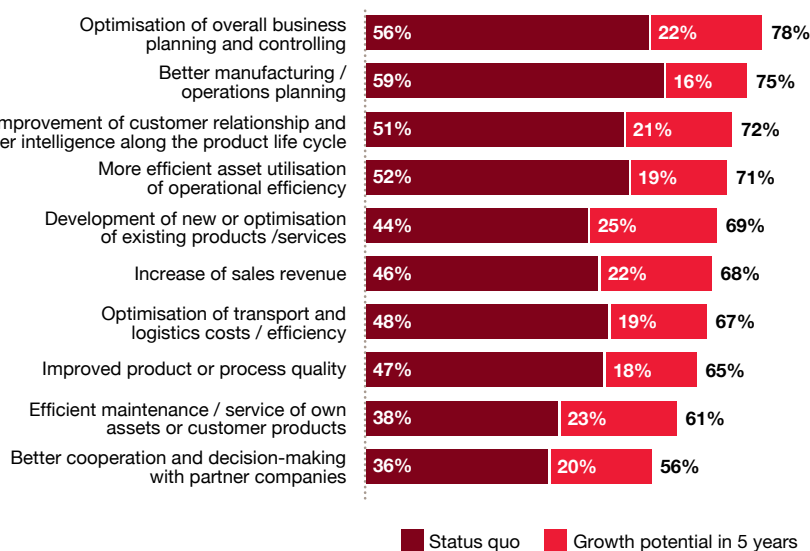 Optimisation of overall business
planning and controlling
56% 22% 78%
Better manufacturing /
operations planning
59% 16% 75%
mprovement of customer relationship and
er intelligence along the product life cycle
51% 21% 72%
More efficient asset utilisation
of operational efficiency
52% 19% 71%
Development of new or optimisation
of existing products /services
44% 25% 69%
Increase of sales revenue
46% 22% 68%
Optimisation of transport and
logistics costs / efficiency
48% 19% 67%
Improved product or process quality
47% 18% 65%
Efficient maintenance / service of own
assets or customer products
38% 23% 61%
Better cooperation and decision-making
with partner companies
36% 20% 56%
Status quo Growth potential in 5 years